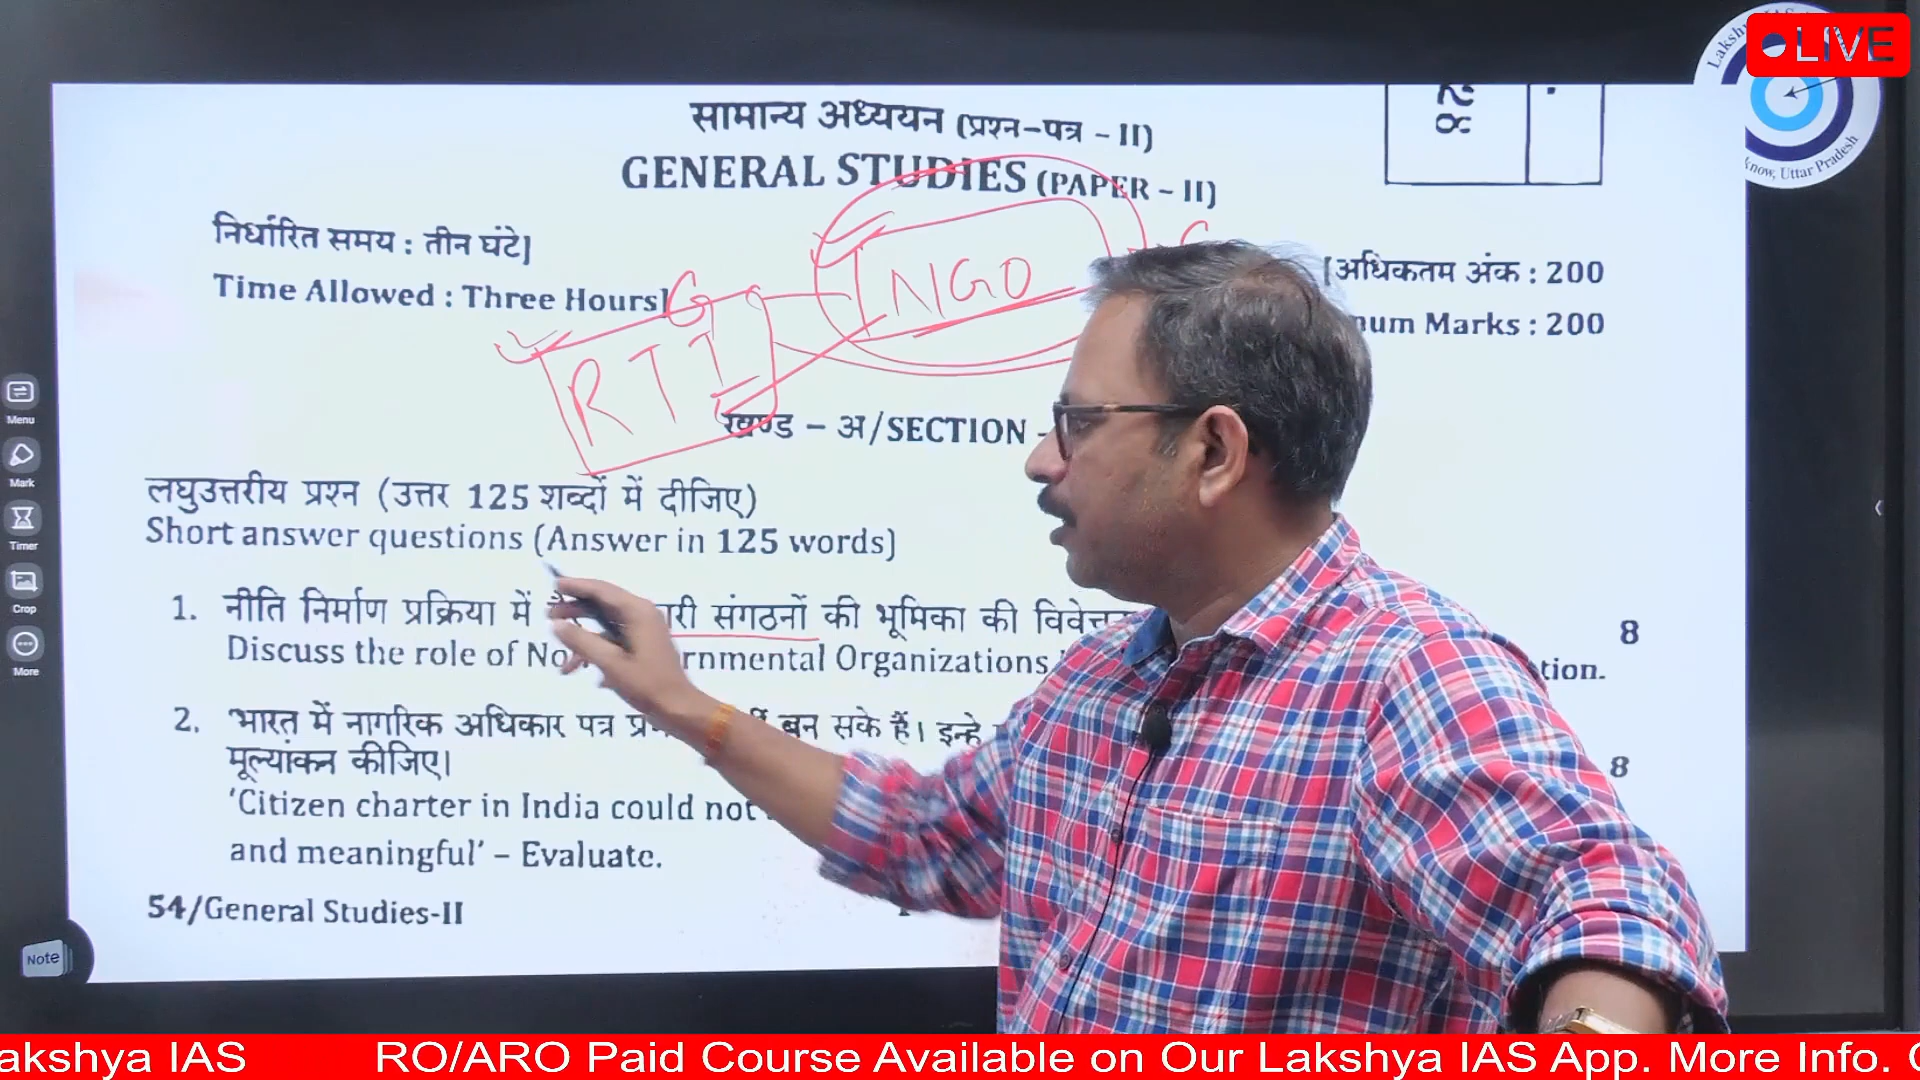 LIVE
सामान्य अध्ययन (प्रश्न-पत्र – II)
GENERAL STUDIES (PAPER – II)
निर्धारित समय : तीन घंटे]
[अधिकतम अंक : 200
Time Allowed : Three Hours]
Marks : 200
NGO
RTI
खण्ड – अ/SECTION –
लघुउत्तरीय प्रश्न (उत्तर 125 शब्दों में दीजिए)
Short answer questions (Answer in 125 words)
1. नीति निर्माण प्रक्रिया में संगठनों की भूमिका की 8
Discuss the role of Organizations
2. 'भारत में नागरिक अधिकार पत्र बन सके हैं। इन्हे
मूल्यांकन कीजिए। 8
'Citizen charter in India could not
and meaningful' – Evaluate.
54/General Studies-II
Menu
Mark
Timer
Crop
More
Note
know, Uttar Pradesh
akshya IAS RO/ARO Paid Course Available on Our Lakshya IAS App. More Info.